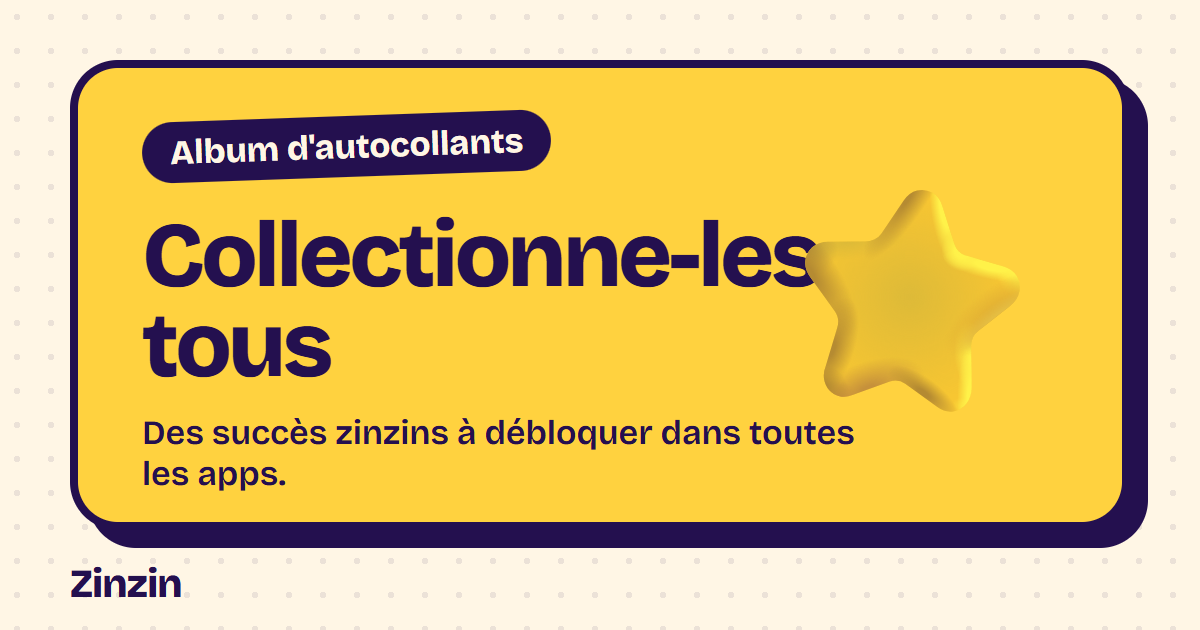 Album d'autocollants
Collectionne-les
tous
Des succès zinzins à débloquer dans toutes
les apps.
Zinzin